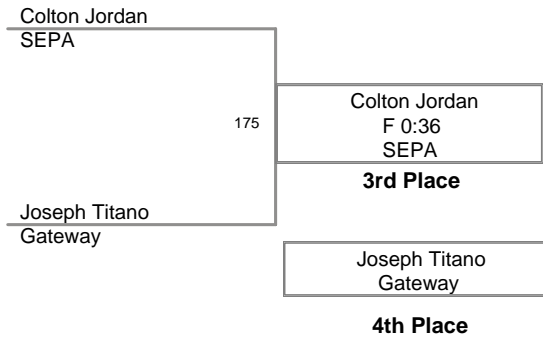 Colton Jordan
SEPA
175
Colton Jordan
F 0:36
SEPA
3rd Place
Joseph Titano
Gateway
Joseph Titano
Gateway
4th Place